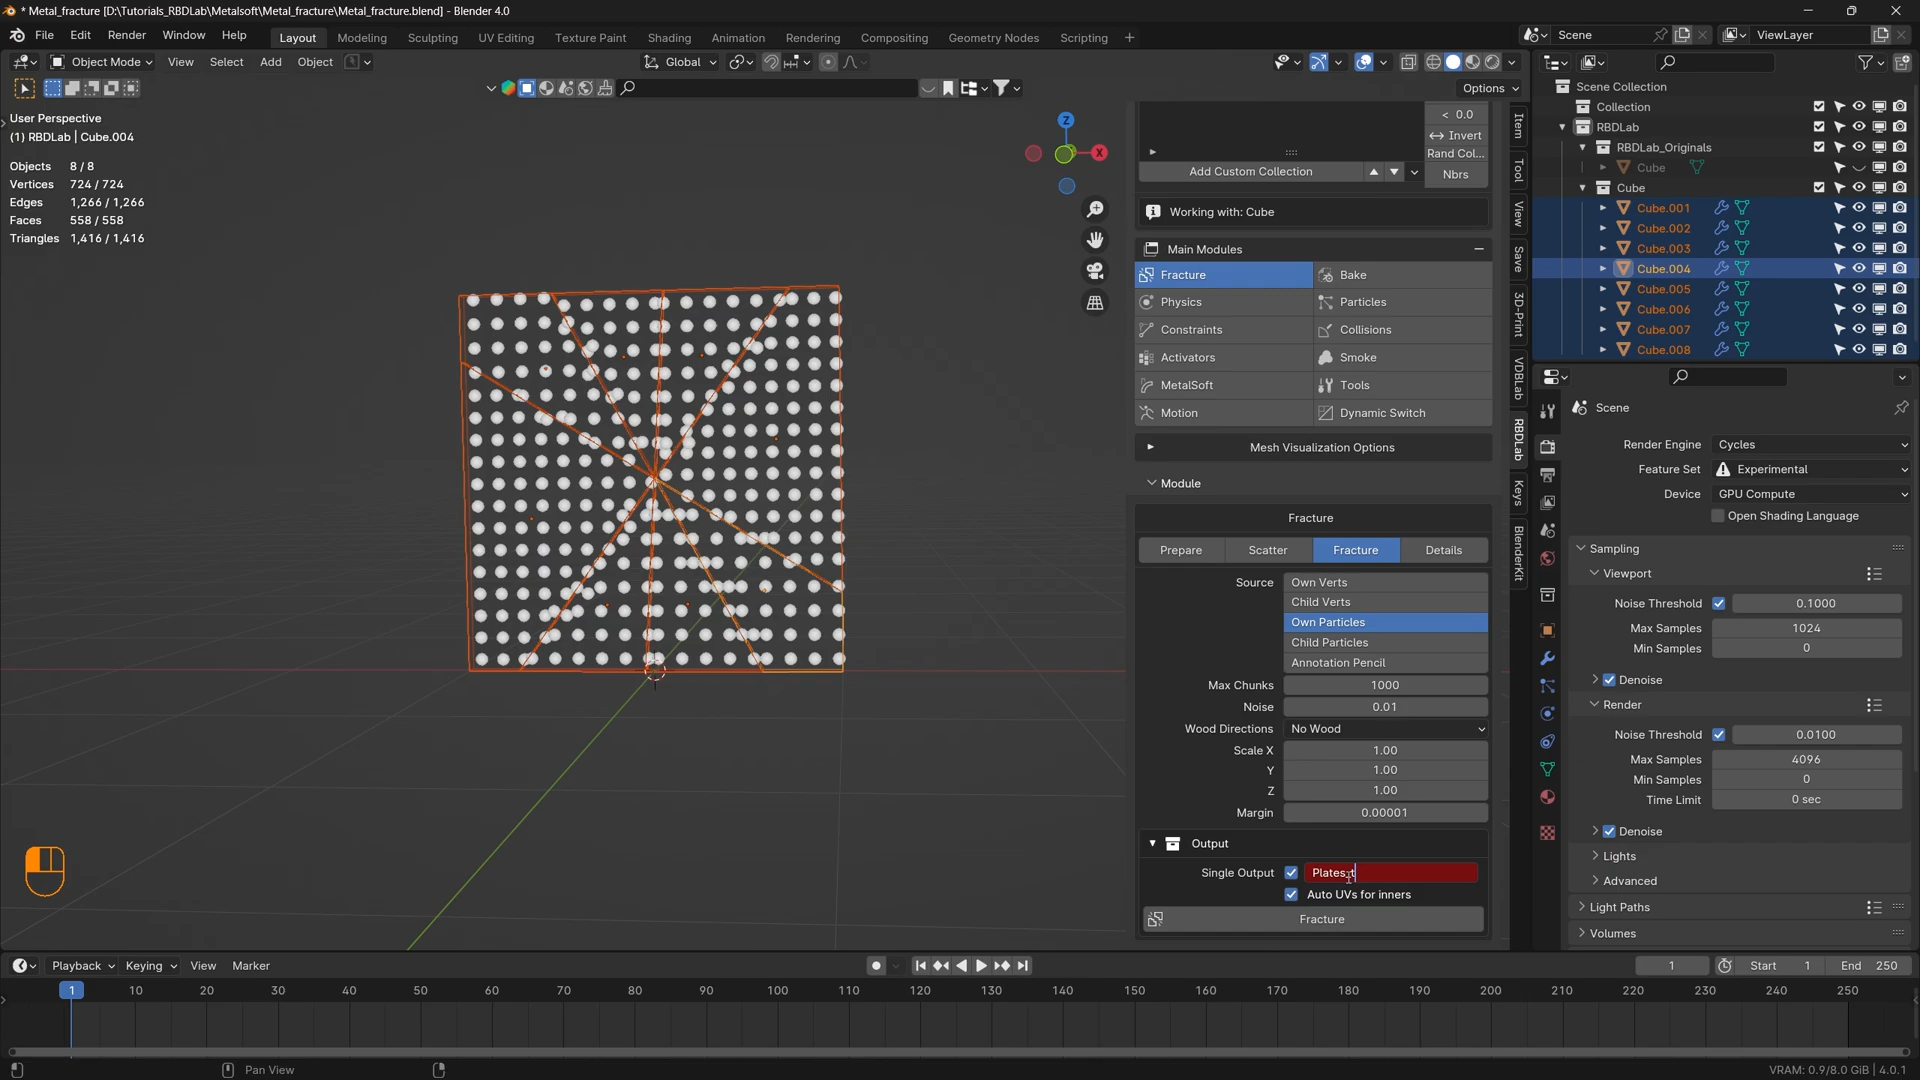 * Metal_fracture [D:\Tutorials_RBDLab\Metalsoft\Metal_fracture\Metal_fracture.blend] - Blender 4.0
File Edit Render Window Help Layout Modeling Sculpting UV Editing Texture Paint Shading Animation Rendering Compositing Geometry Nodes Scripting + Scene ViewLayer
Object Mode View Select Add Object Global
Options
User Perspective
(1) RBDLab | Cube.004
Objects 8 / 8
Vertices 724 / 724
Edges 1,266 / 1,266
Faces 558 / 558
Triangles 1,416 / 1,416
Z
X
< 0.0
Invert
Rand Col...
Add Custom Collection
Nbrs
Working with: Cube
Main Modules
Fracture Bake
Physics Particles
Constraints Collisions
Activators Smoke
MetalSoft Tools
Motion Dynamic Switch
Mesh Visualization Options
Module
Fracture
Prepare Scatter Fracture Details
Source Own Verts
Child Verts
Own Particles
Child Particles
Annotation Pencil
Max Chunks 1000
Noise 0.01
Wood Directions No Wood
Scale X 1.00
Y 1.00
Z 1.00
Margin 0.00001
Output
Single Output Plates_t
Auto UVs for inners
Fracture
Item
Tool
View
Save
3D-Print
VDBLab
RBDLab
Keys
BlenderKit
Scene Collection
Collection
RBDLab
RBDLab_Originals
Cube
Cube
Cube.001
Cube.002
Cube.003
Cube.004
Cube.005
Cube.006
Cube.007
Cube.008
Scene
Render Engine Cycles
Feature Set Experimental
Device GPU Compute
Open Shading Language
Sampling
Viewport
Noise Threshold 0.1000
Max Samples 1024
Min Samples 0
Denoise
Render
Noise Threshold 0.0100
Max Samples 4096
Min Samples 0
Time Limit 0 sec
Denoise
Lights
Advanced
Light Paths
Volumes
Playback Keying View Marker 1 Start 1 End 250
1 10 20 30 40 50 60 70 80 90 100 110 120 130 140 150 160 170 180 190 200 210 220 230 240 250
Pan View VRAM: 0.9/8.0 GiB | 4.0.1